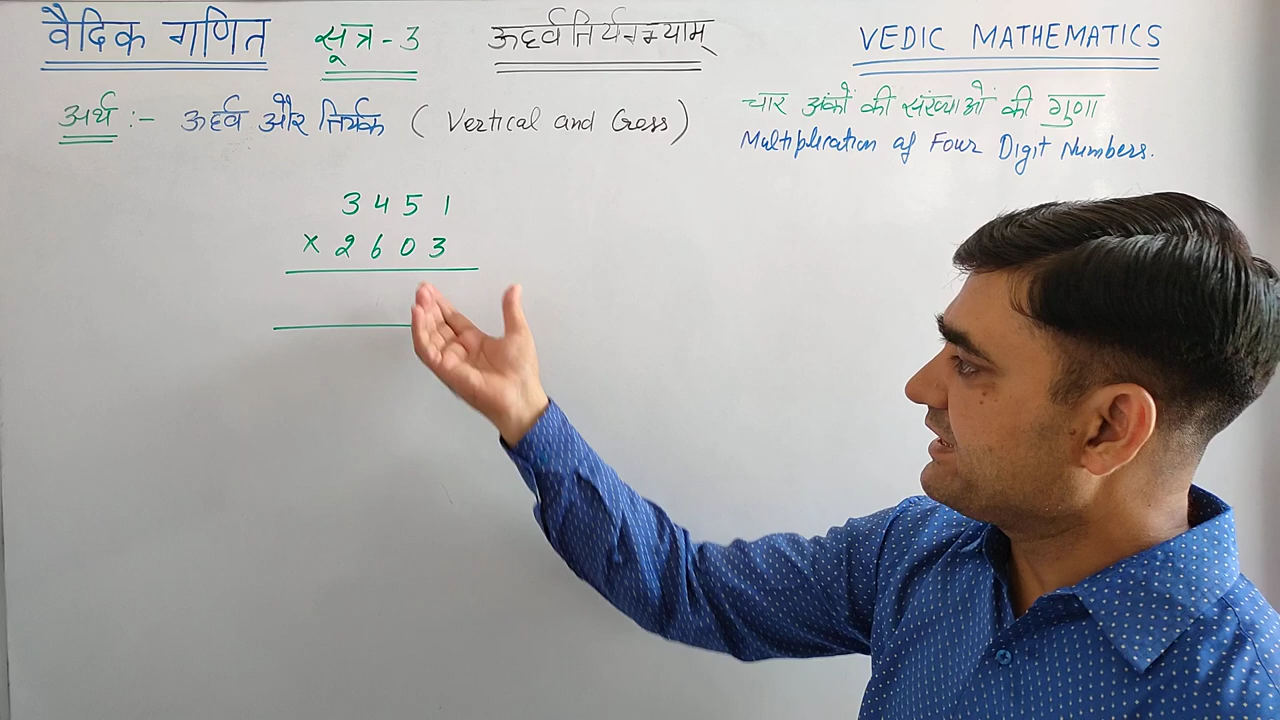 वैदिक गणित सूत्र-3 ऊर्ध्वतिर्यग्भ्याम् VEDIC MATHEMATICS
अर्थ :- ऊर्ध्व और तिर्यक (Vertical and Cross)
चार अंकों की संख्याओं की गुणा
Multiplication of Four Digit Numbers.
3 4 5 1
× 2 6 0 3